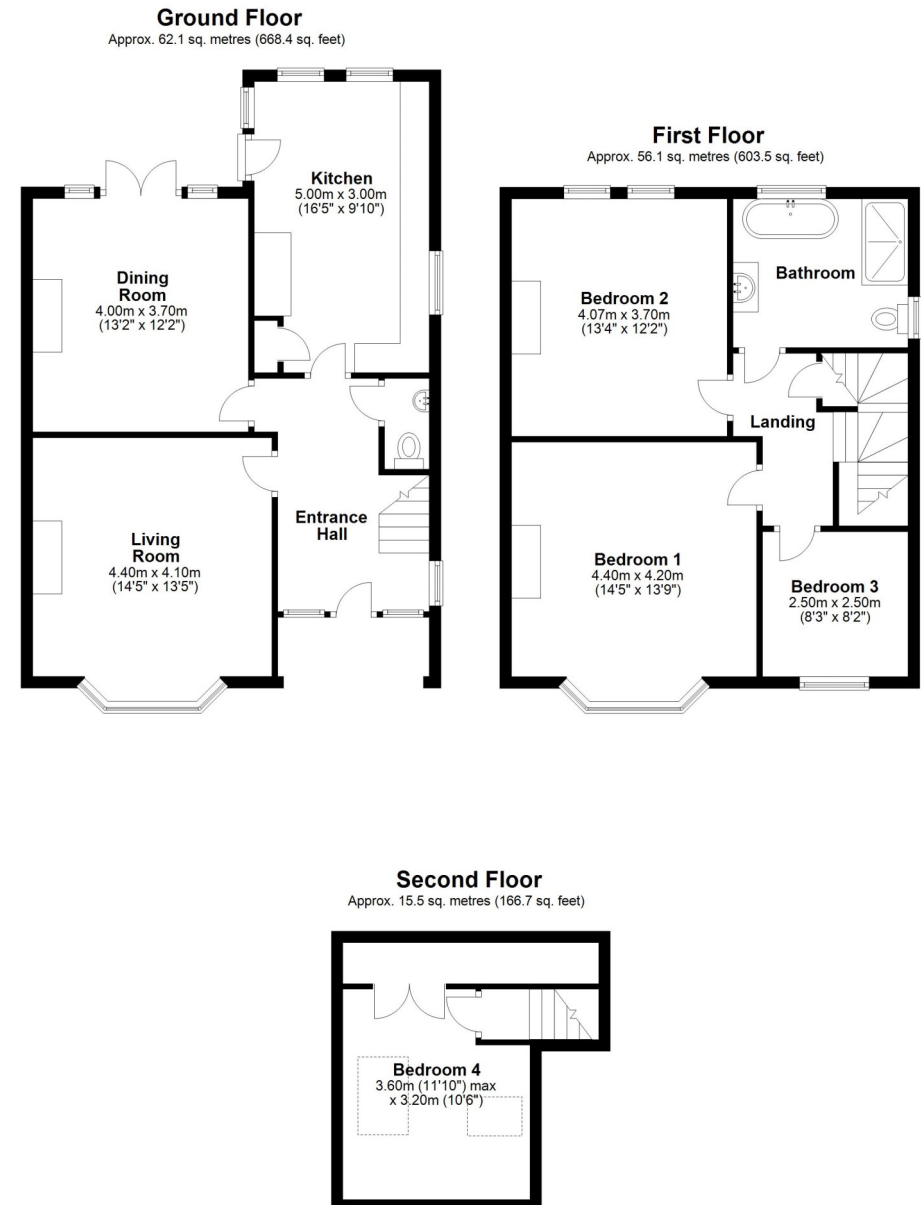 Ground Floor
Approx. 62.1 sq. metres (668.4 sq. feet)
Kitchen
5.00m x 3.00m
(16'5" x 9'10")
Dining
Room
4.00m x 3.70m
(13'2" x 12'2")
Living
Room
4.40m x 4.10m
(14'5" x 13'5")
Entrance
Hall
First Floor
Approx. 56.1 sq. metres (603.5 sq. feet)
Bedroom 2
4.07m x 3.70m
(13'4" x 12'2")
Bathroom
Landing
Bedroom 1
4.40m x 4.20m
(14'5" x 13'9")
Bedroom 3
2.50m x 2.50m
(8'3" x 8'2")
Second Floor
Approx. 15.5 sq. metres (166.7 sq. feet)
Bedroom 4
3.60m (11'10") max
x 3.20m (10'6")